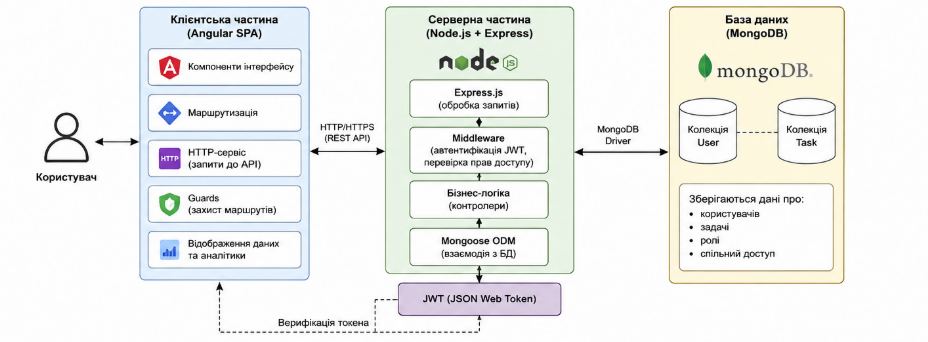 Користувач
Клієнтська частина
(Angular SPA)
Компоненти інтерфейсу
Маршрутизація
HTTP
HTTP-сервіс
(запити до API)
Guards
(захист маршрутів)
Відображення даних
та аналітики
HTTP/HTTPS
(REST API)
Серверна частина
(Node.js + Express)
node JS
Express.js
(обробка запитів)
Middleware
(автентифікація JWT,
перевірка прав доступу)
Бізнес-логіка
(контролери)
Mongoose ODM
(взаємодія з БД)
JWT (JSON Web Token)
Верифікація токена
MongoDB
Driver
База даних
(MongoDB)
mongoDB.
Колекція
User
Колекція
Task
Зберігаються дані про:
• користувачів
• задачі
• ролі
• спільний доступ